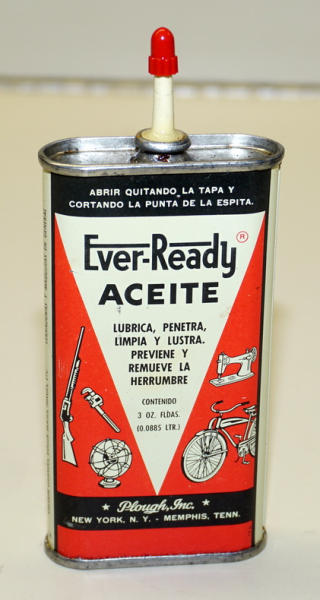 ABRIR QUITANDO LA TAPA Y
CORTANDO LA PUNTA DE LA ESPITA.
Ever-Ready®
ACEITE
LUBRICA, PENETRA,
LIMPIA Y LUSTRA.
PREVIENE Y
REMUEVE LA
HERRUMBRE
CONTENIDO
3 OZ. FLDAS.
(0.0885 LTR.)
★ Plough, Inc. ★
NEW YORK, N. Y. - MEMPHIS, TENN.